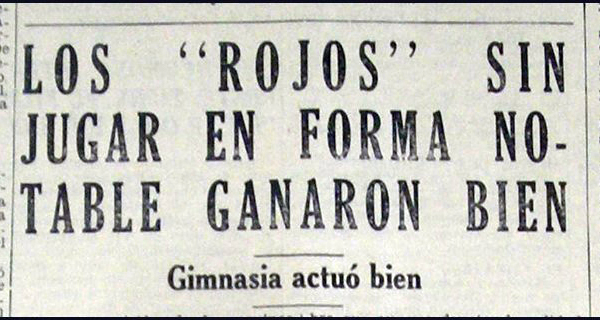 LOS “ROJOS” SIN
JUGAR EN FORMA NO-
TABLE GANARON BIEN
Gimnasia actuó bien